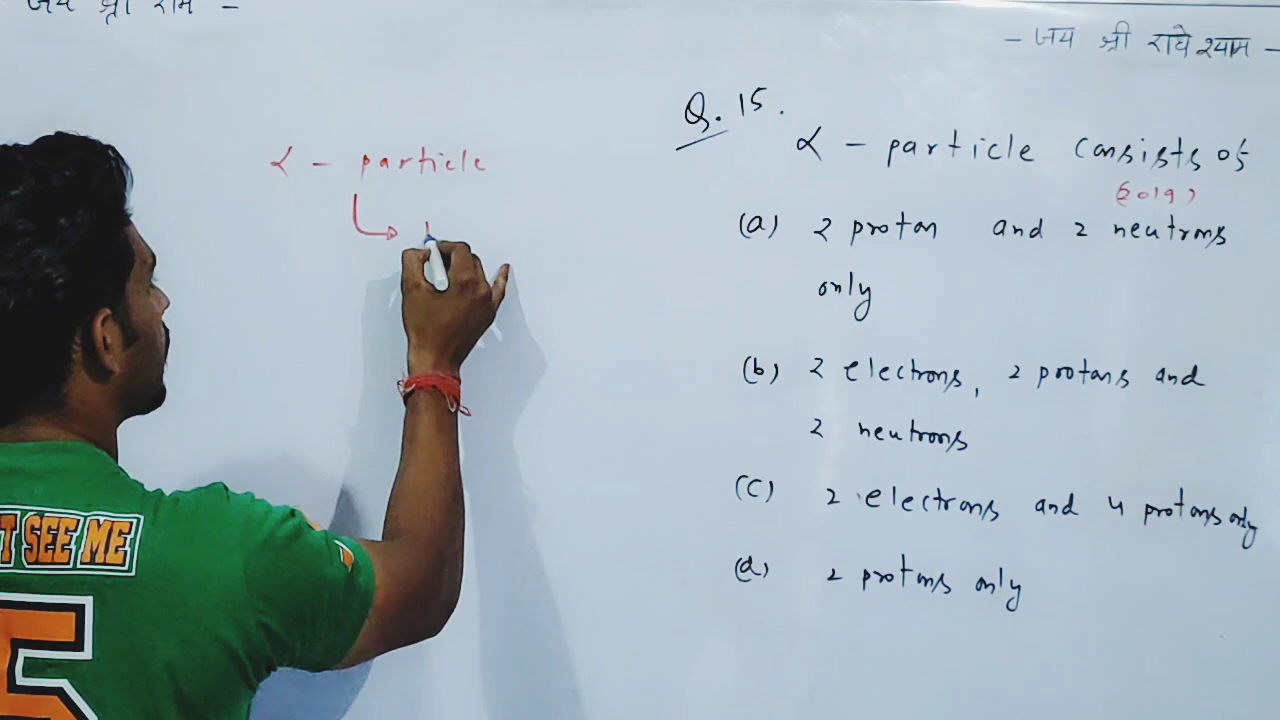 जय श्री राम -
- जय श्री राधे श्याम -
Q. 15.
α - particle consists of
(2019)
(a) 2 proton and 2 neutrons
only
(b) 2 electrons, 2 protons and
2 neutrons
(c) 2 electrons and 4 protons only
(d) 2 protons only
α - particle
T SEE ME
5